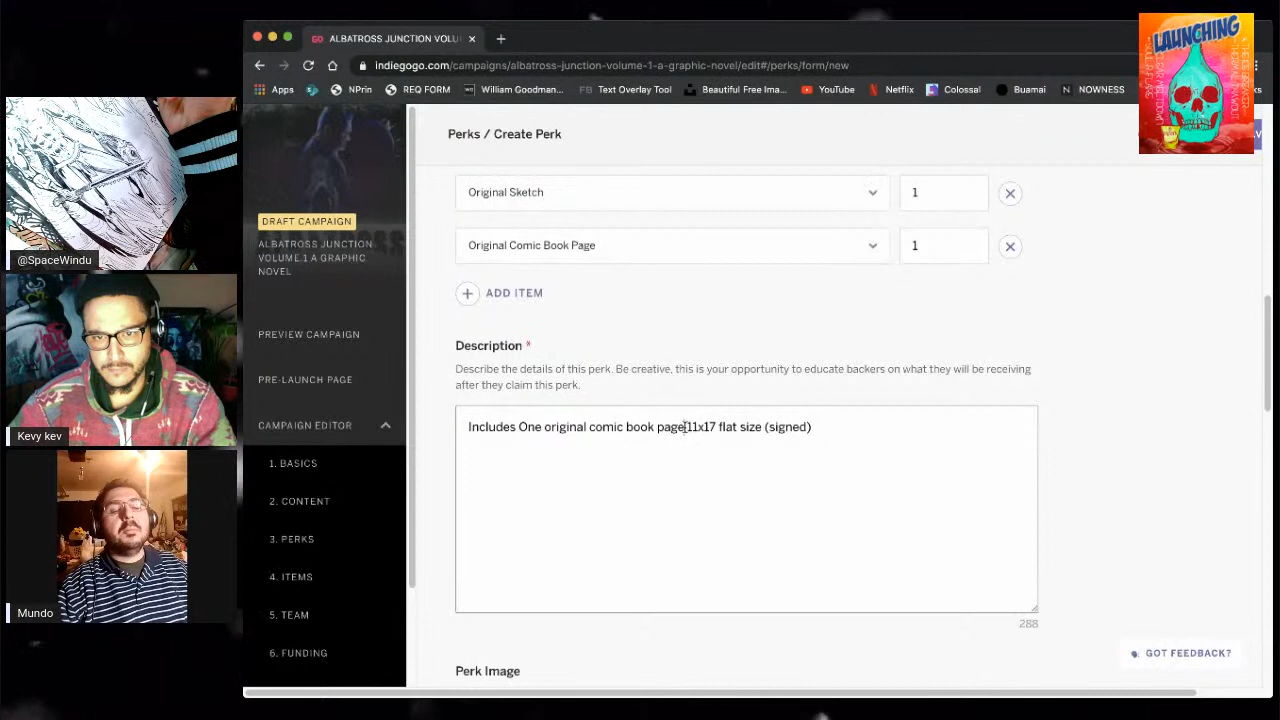 ALBATROSS JUNCTION VOLU
indiegogo.com/campaigns/albatross-junction-volume-1-a-graphic-novel/edit#/perks/form/new
Apps
NPrin
REQ FORM
William Goodman...
Text Overlay Tool
Beautiful Free Ima...
YouTube
Netflix
Colossal
Buamai
NOWNESS
LAUNCHING
Perks / Create Perk
Original Sketch
1
Original Comic Book Page
1
ADD ITEM
Description *
Describe the details of this perk. Be creative, this is your opportunity to educate backers on what they will be receiving
after they claim this perk.
Includes One original comic book page 11x17 flat size (signed)
288
Perk Image
GOT FEEDBACK?
DRAFT CAMPAIGN
ALBATROSS JUNCTION
VOLUME 1 A GRAPHIC
NOVEL
PREVIEW CAMPAIGN
PRE-LAUNCH PAGE
CAMPAIGN EDITOR
1. BASICS
2. CONTENT
3. PERKS
4. ITEMS
5. TEAM
6. FUNDING
@SpaceWindu
Kevy kev
Mundo